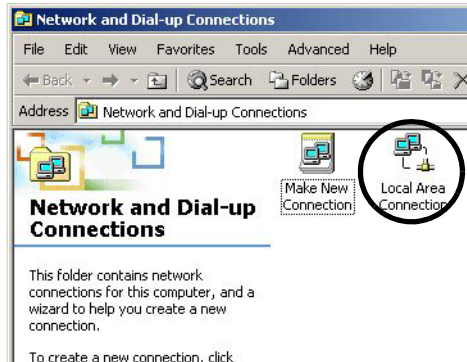 Network and Dial-up Connections
File Edit View Favorites Tools Advanced Help
Back Search Folders
Address Network and Dial-up Connections
Make New
Connection
Local Area
Connection
Network and Dial-up
Connections
This folder contains network
connections for this computer, and a
wizard to help you create a new
connection.
To create a new connection, click